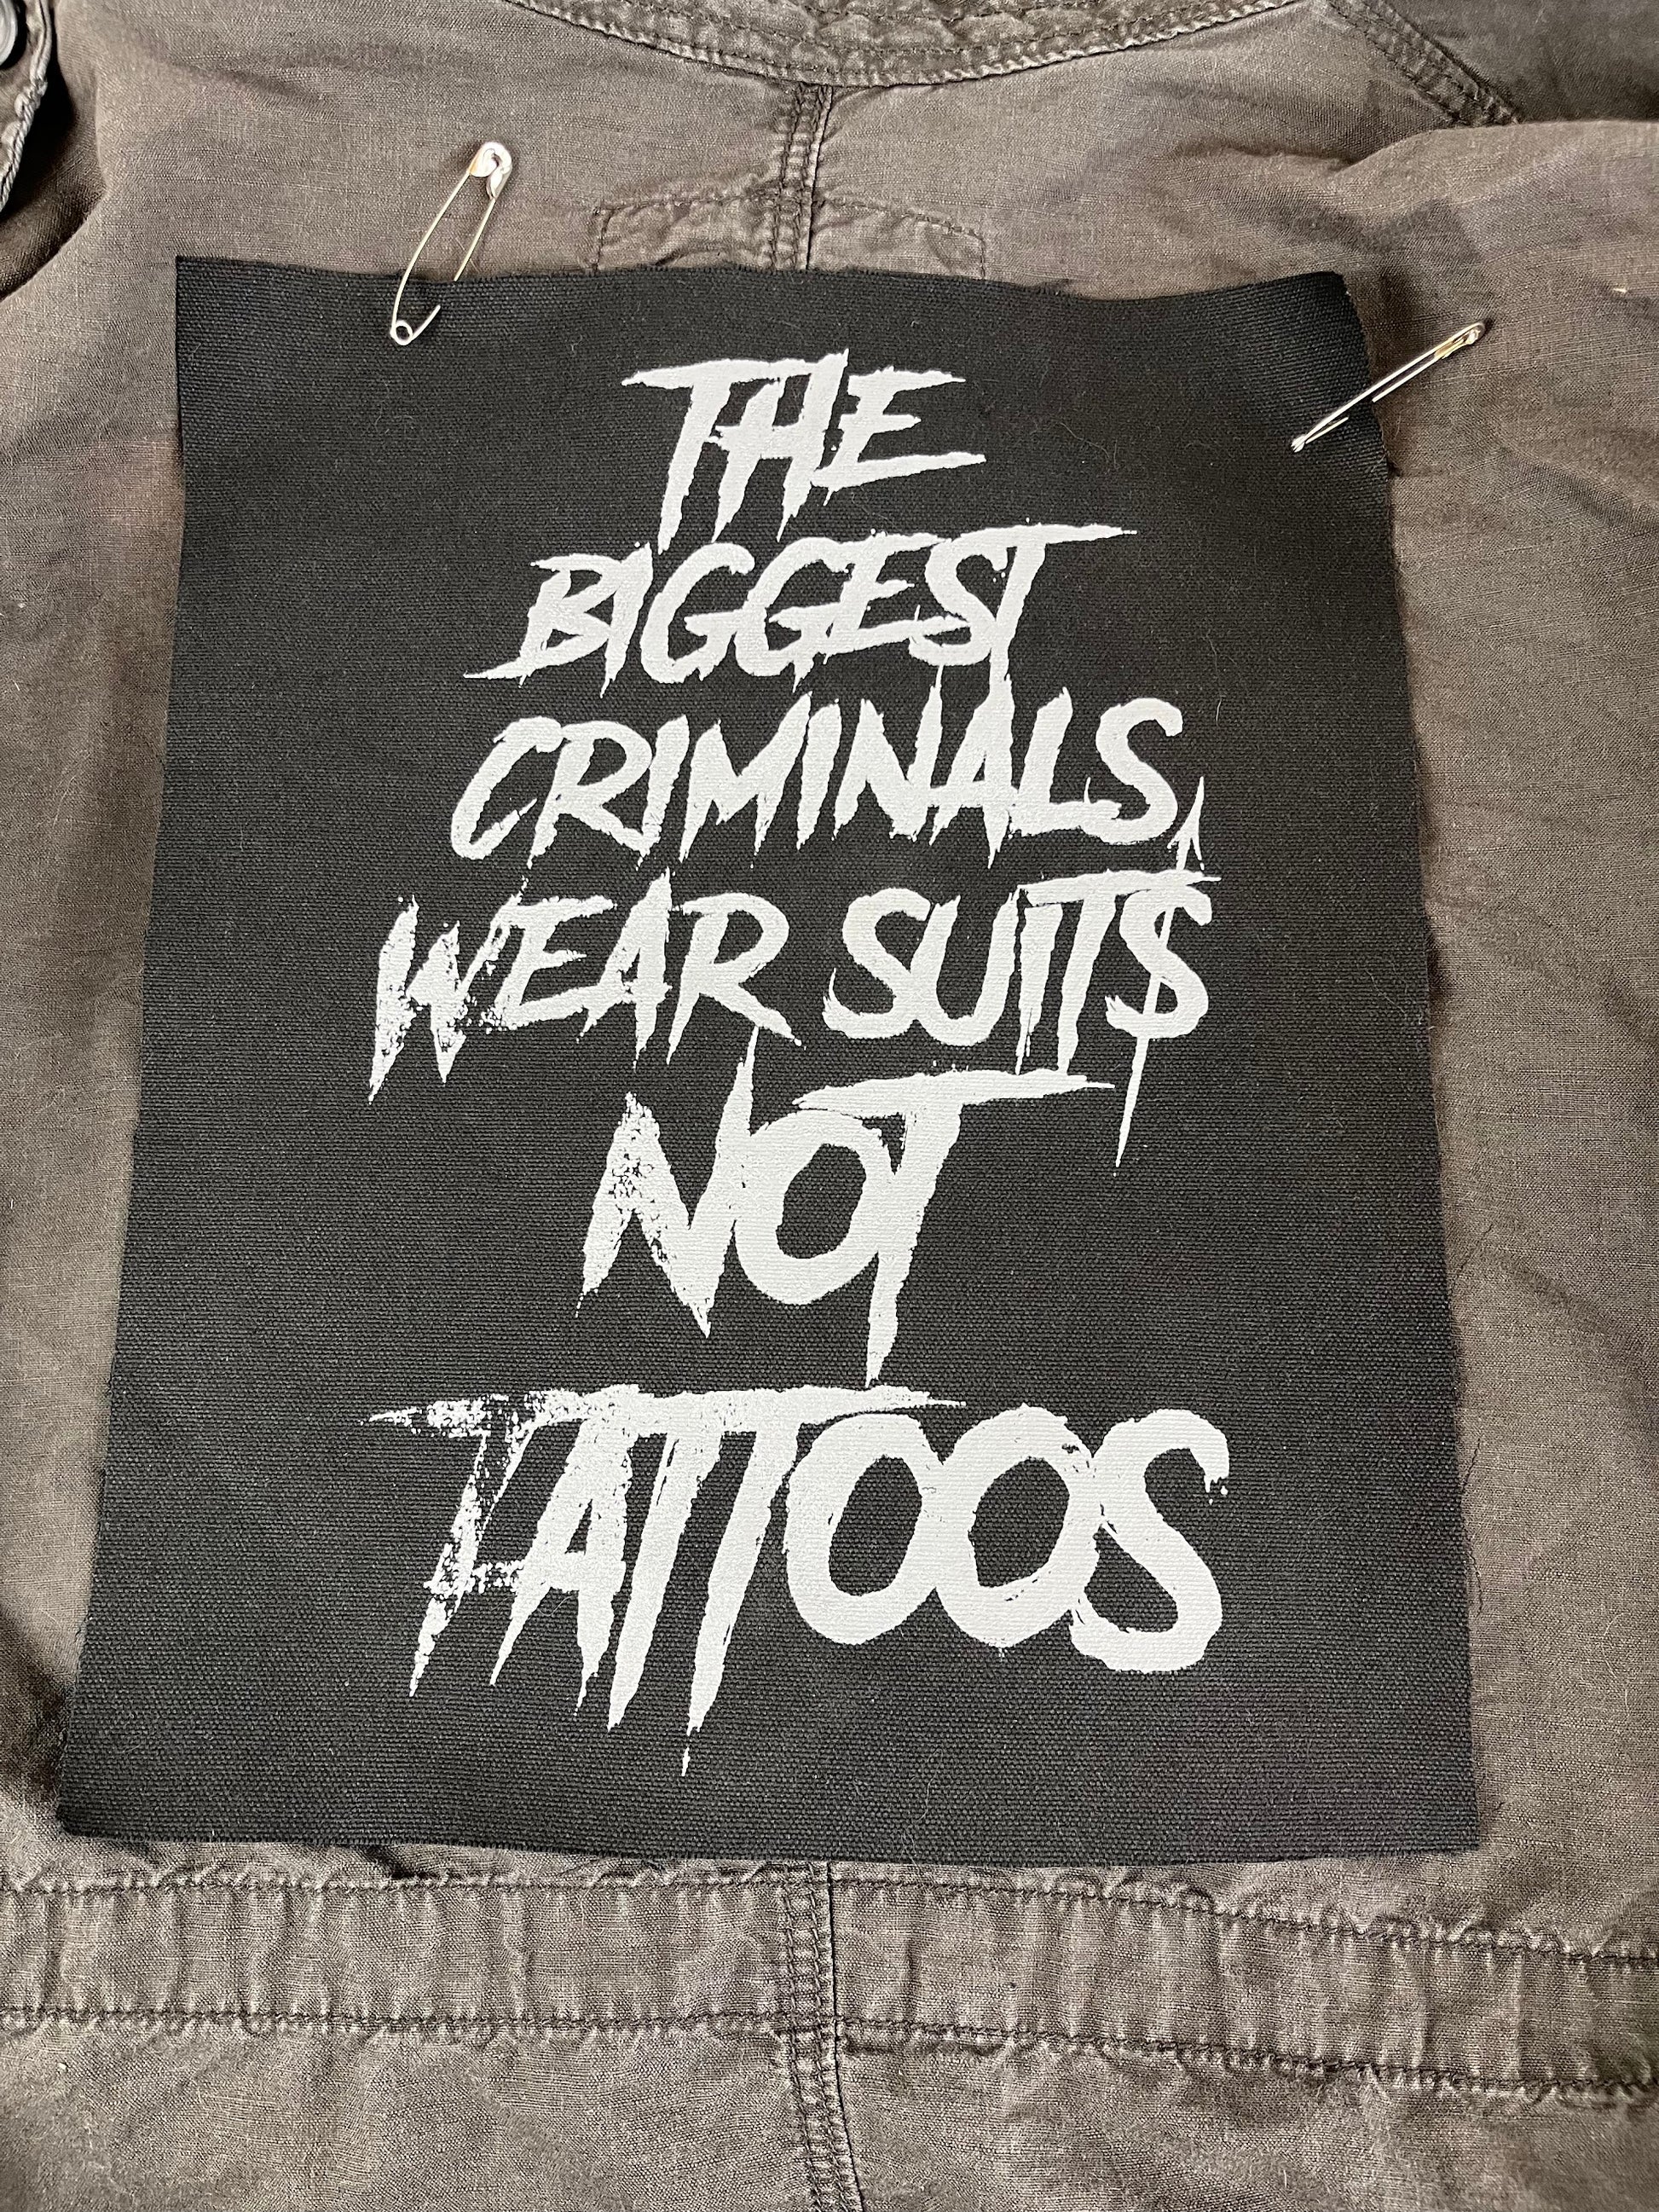 THE
BIGGEST
CRIMINALS
WEAR SUIT$
NOT
TATTOOS